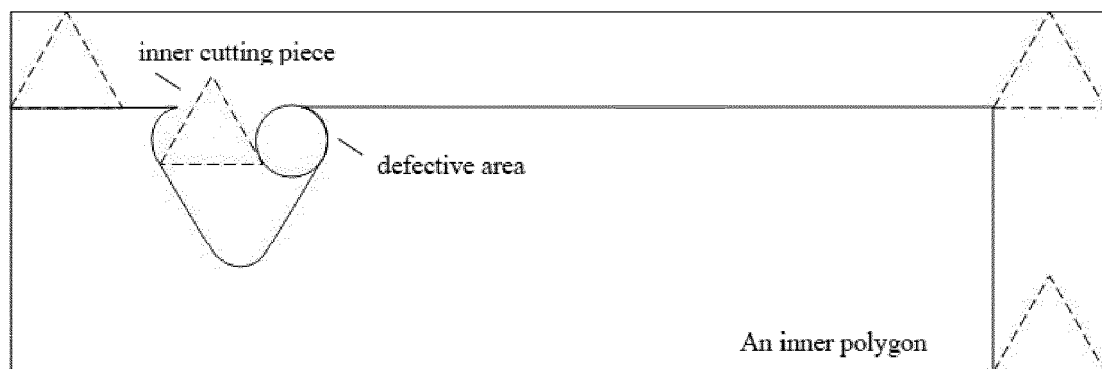 inner cutting piece
defective area
An inner polygon